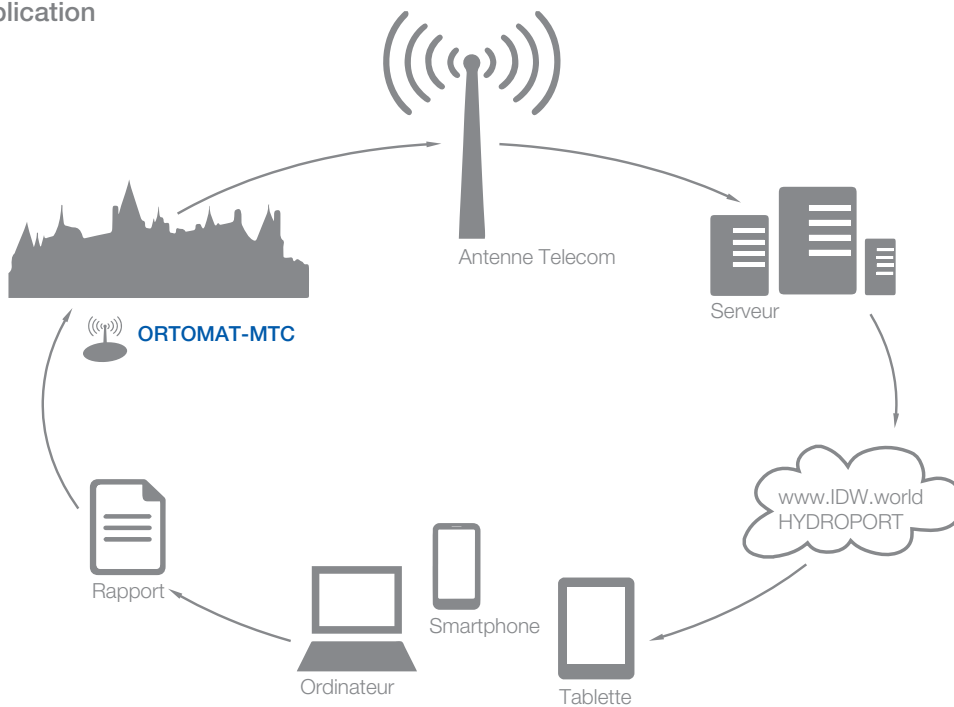 plication
Antenne Telecom
Serveur
ORTOMAT-MTC
www.IDW.world
HYDROPORT
Rapport
Smartphone
Ordinateur
Tablette